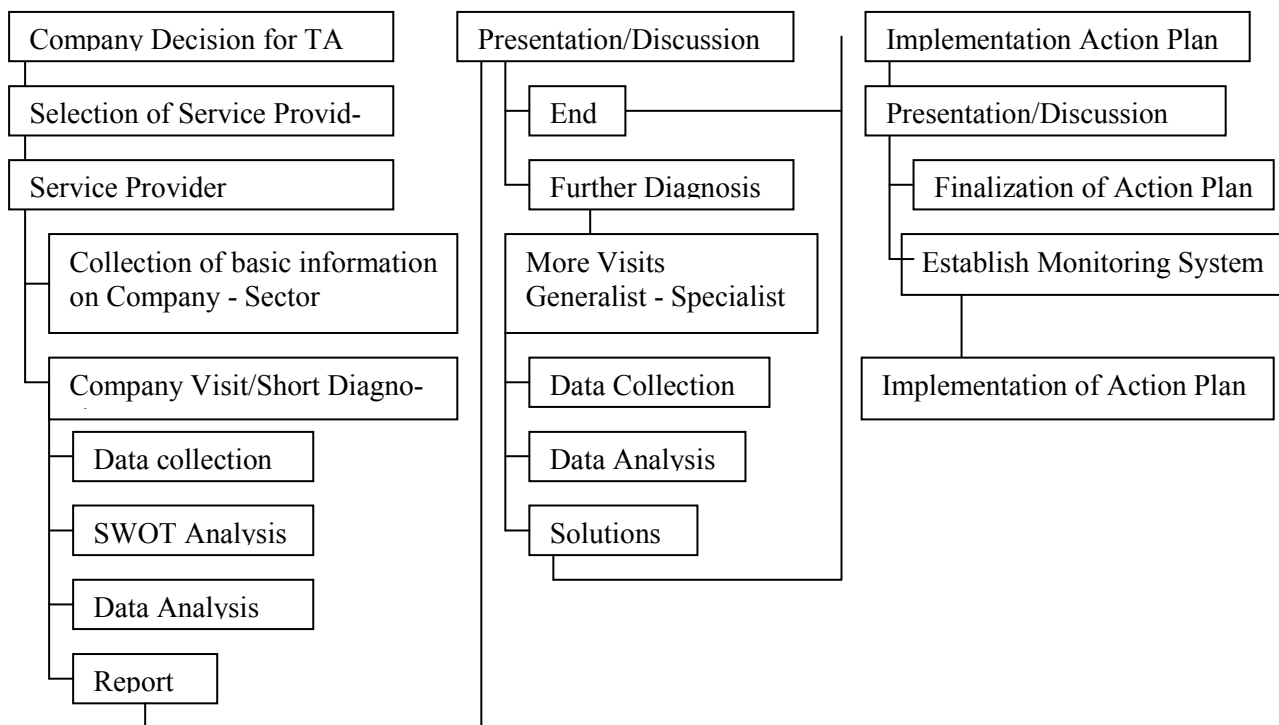 Company Decision for TA
Selection of Service Provid-
Service Provider
Collection of basic information
on Company - Sector
Company Visit/Short Diagno-
Data collection
SWOT Analysis
Data Analysis
Report
Presentation/Discussion
End
Further Diagnosis
More Visits
Generalist - Specialist
Data Collection
Data Analysis
Solutions
Implementation Action Plan
Presentation/Discussion
Finalization of Action Plan
Establish Monitoring System
Implementation of Action Plan